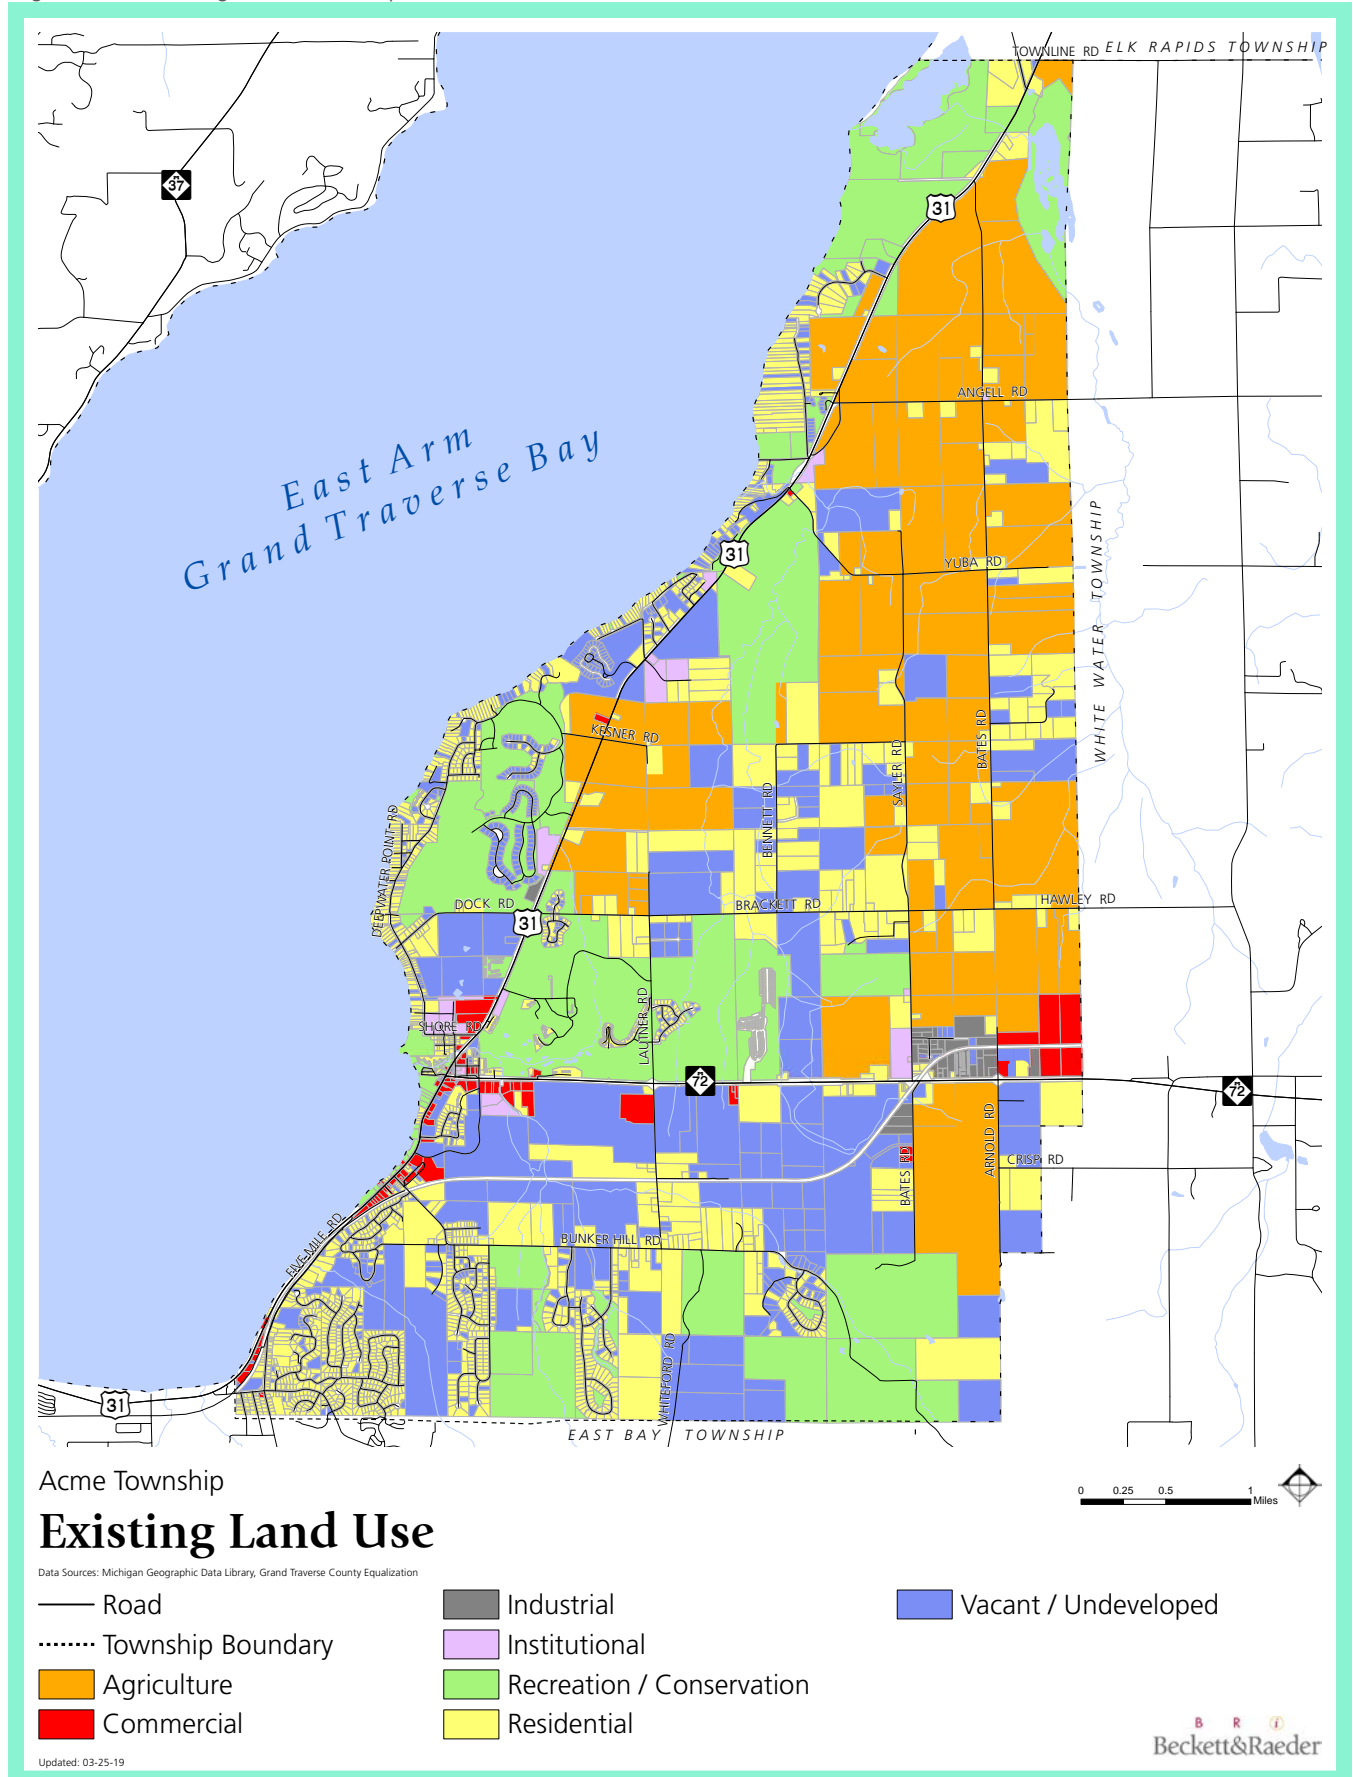 TOWNLINE RD
ELK RAPIDS TOWNSHIP
37
31
ANGELL RD
East Arm
Grand Traverse Bay
31
YUBA RD
WHITE WATER TOWNSHIP
KESNER RD
BATES RD
SAYLER RD
BENNETT RD
DEEPWATER POINT RD
DOCK RD
BRACKETT RD
HAWLEY RD
31
LAUTNER RD
SHORE RD
M
72
M
72
ARNOLD RD
CRISP RD
BATES RD
FIVE MILE RD
BUNKER HILL RD
WHITEFORD RD
31
EAST BAY TOWNSHIP
Acme Township
0 0.25 0.5 1
Miles
Existing Land Use
Data Sources: Michigan Geographic Data Library, Grand Traverse County Equalization
Road
Industrial
Vacant / Undeveloped
Township Boundary
Institutional
Agriculture
Recreation / Conservation
Commercial
Residential
B R i
Beckett&Raeder
Updated: 03-25-19